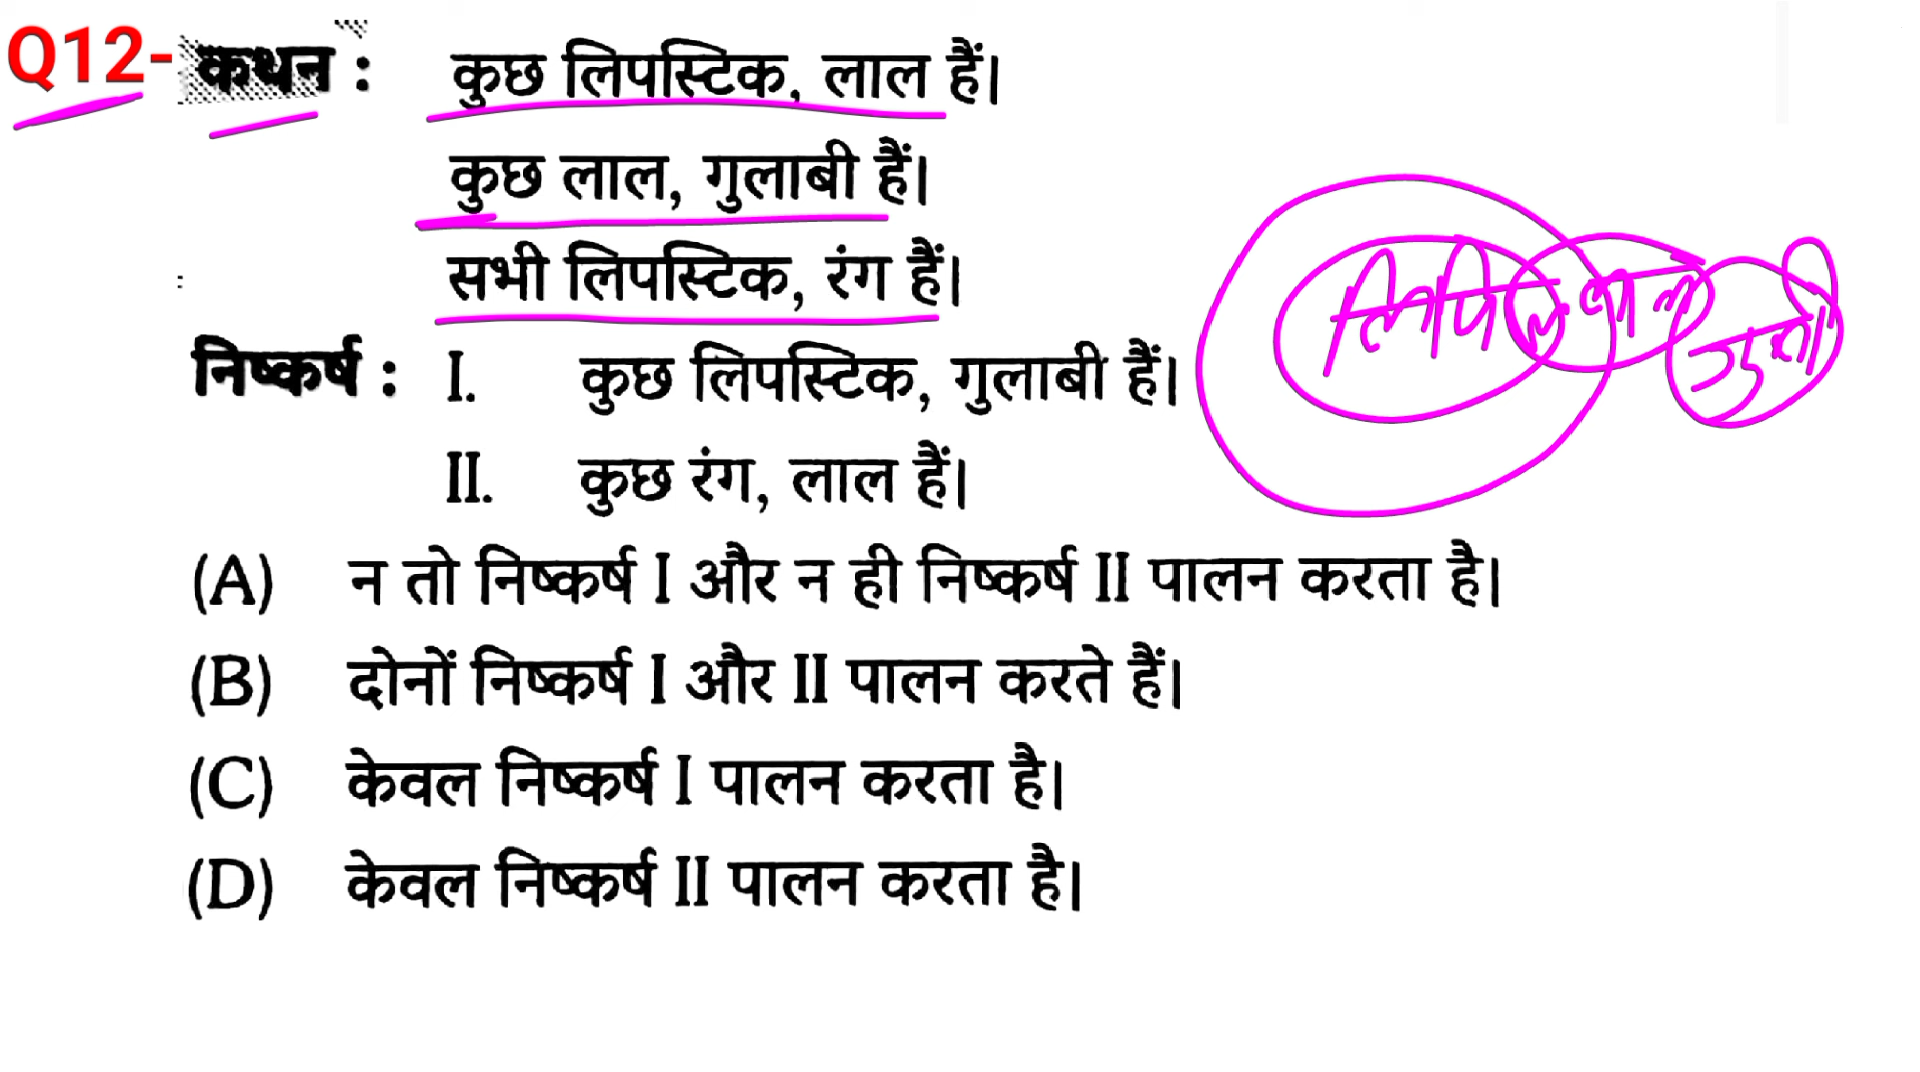 Q12- कथन : कुछ लिपस्टिक, लाल हैं।
कुछ लाल, गुलाबी हैं।
सभी लिपस्टिक, रंग हैं।
निष्कर्ष : I. कुछ लिपस्टिक, गुलाबी हैं।
II. कुछ रंग, लाल हैं।
(A) न तो निष्कर्ष I और न ही निष्कर्ष II पालन करता है।
(B) दोनों निष्कर्ष I और II पालन करते हैं।
(C) केवल निष्कर्ष I पालन करता है।
(D) केवल निष्कर्ष II पालन करता है।